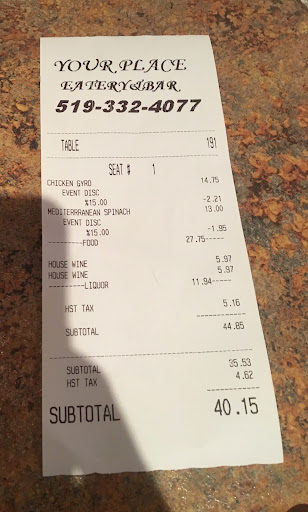 YOUR PLACE
EATERY&BAR
519-332-4077
TABLE 191
SEAT # 1
CHICKEN GYRO 14.75
EVENT DISC -2.21
%15.00
MEDITERRRANEAN SPINACH 13.00
EVENT DISC
%15.00 -1.95
----------FOOD 27.75-----
HOUSE WINE 5.97
HOUSE WINE 5.97
----------LIQUOR 11.94-----
HST TAX 5.16
SUBTOTAL 44.85
SUBTOTAL 35.53
HST TAX 4.62
SUBTOTAL 40.15